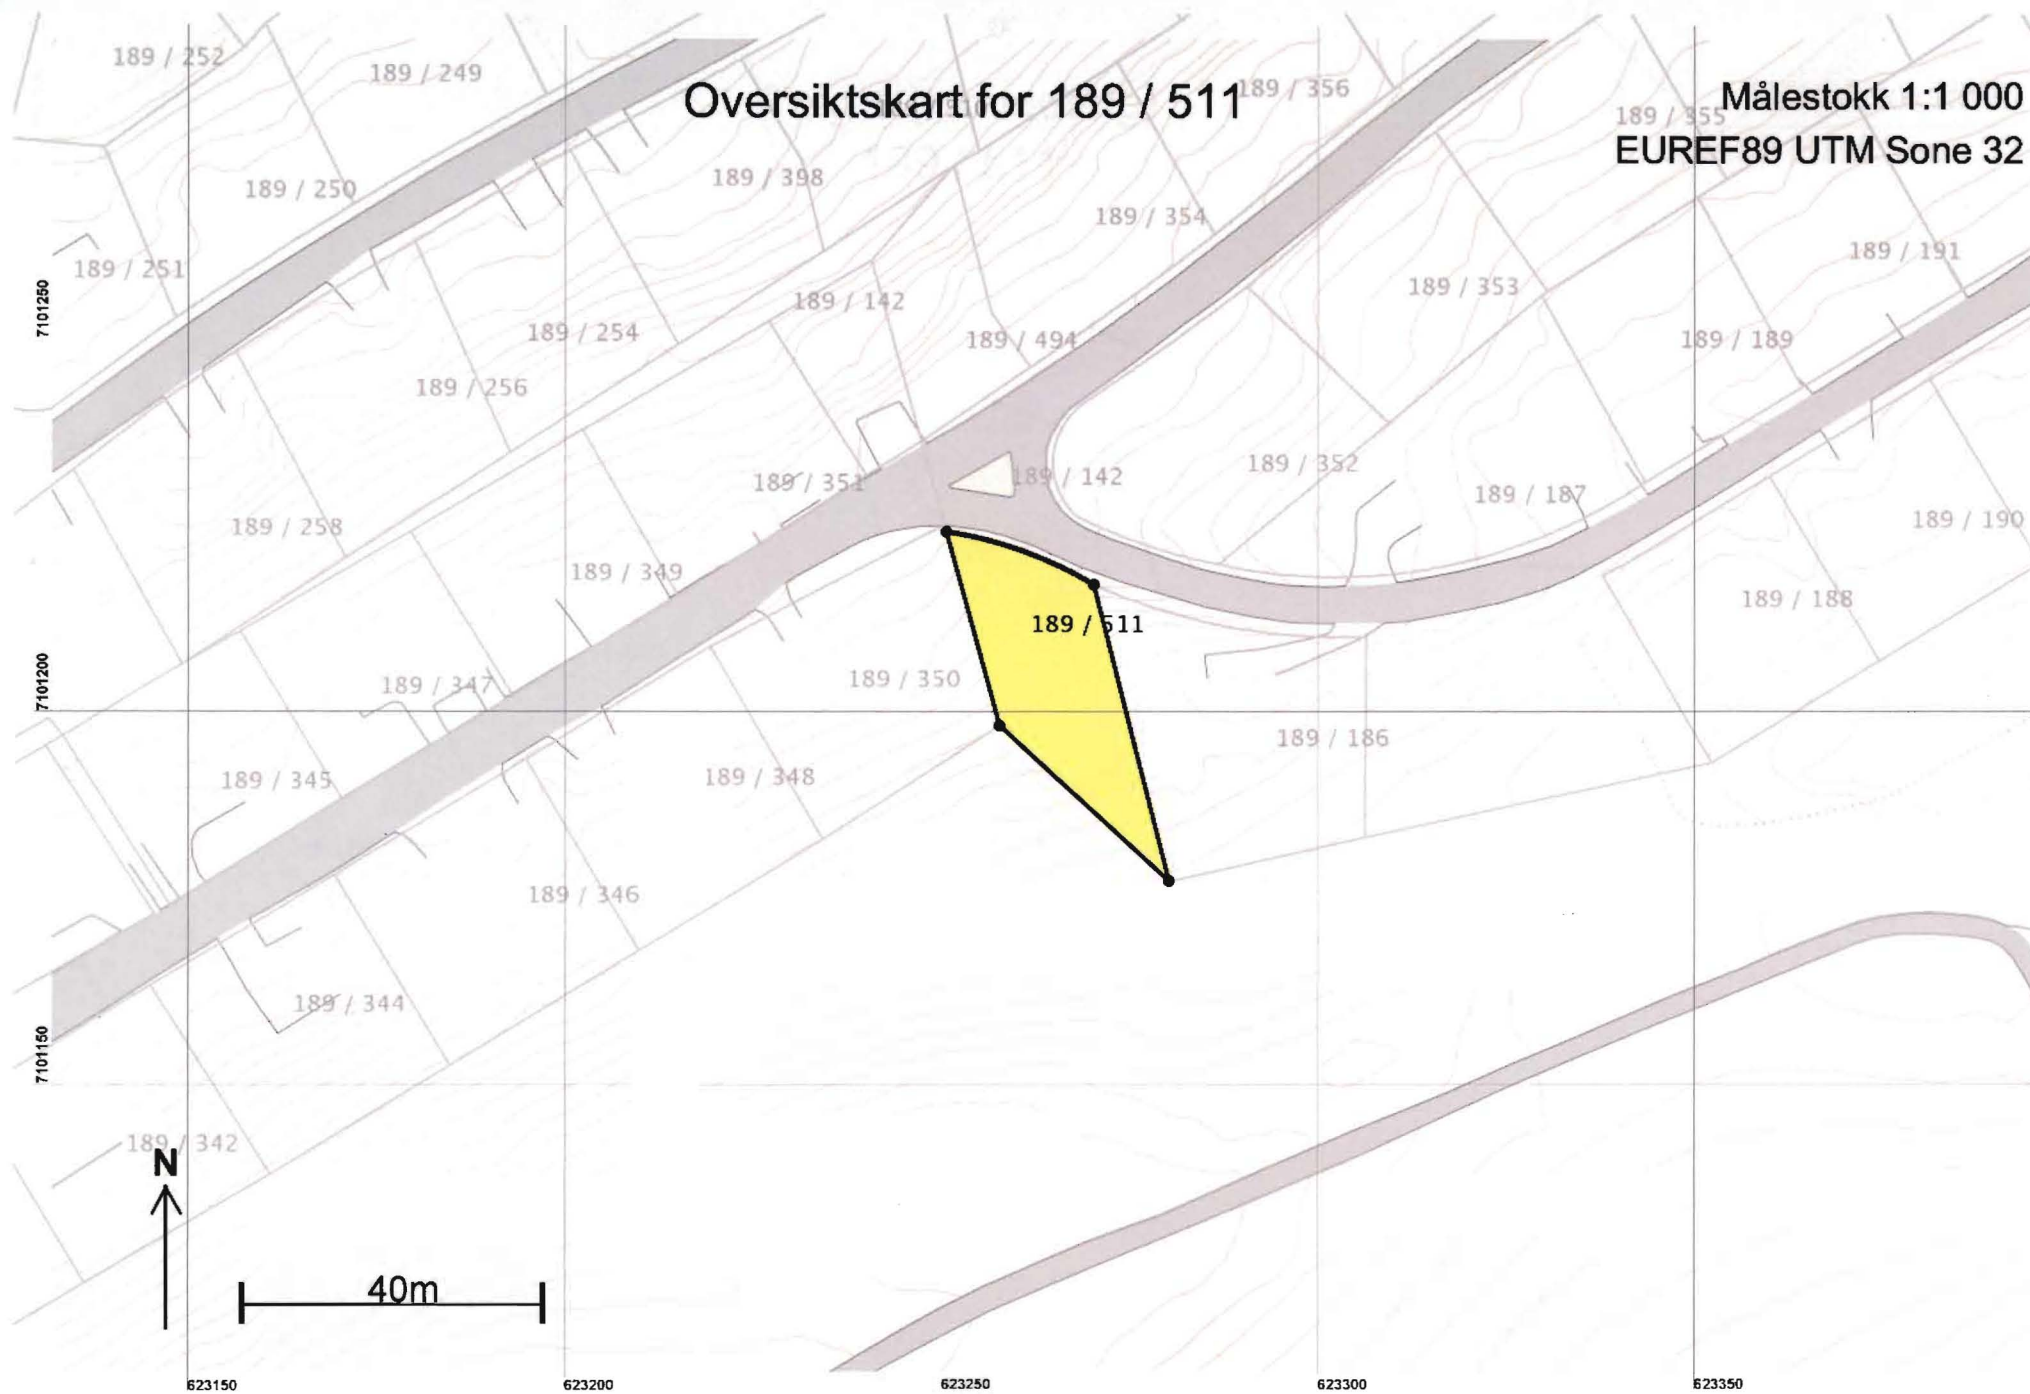 189 / 252
189 / 249
Oversiktskart for 189 / 511
189 / 356
Målestokk 1:1 000
189 / 355
EUREF89 UTM Sone 32
189 / 250
189 / 398
189 / 354
189 / 251
189 / 191
7101250
189 / 142
189 / 353
189 / 254
189 / 494
189 / 189
189 / 256
189 / 351
189 / 142
189 / 352
189 / 187
189 / 258
189 / 190
189 / 349
189 / 188
189 / 511
7101200
189 / 347
189 / 350
189 / 186
189 / 345
189 / 348
189 / 346
189 / 344
7101150
189 / 342
N
40m
623150
623200
623250
623300
623350